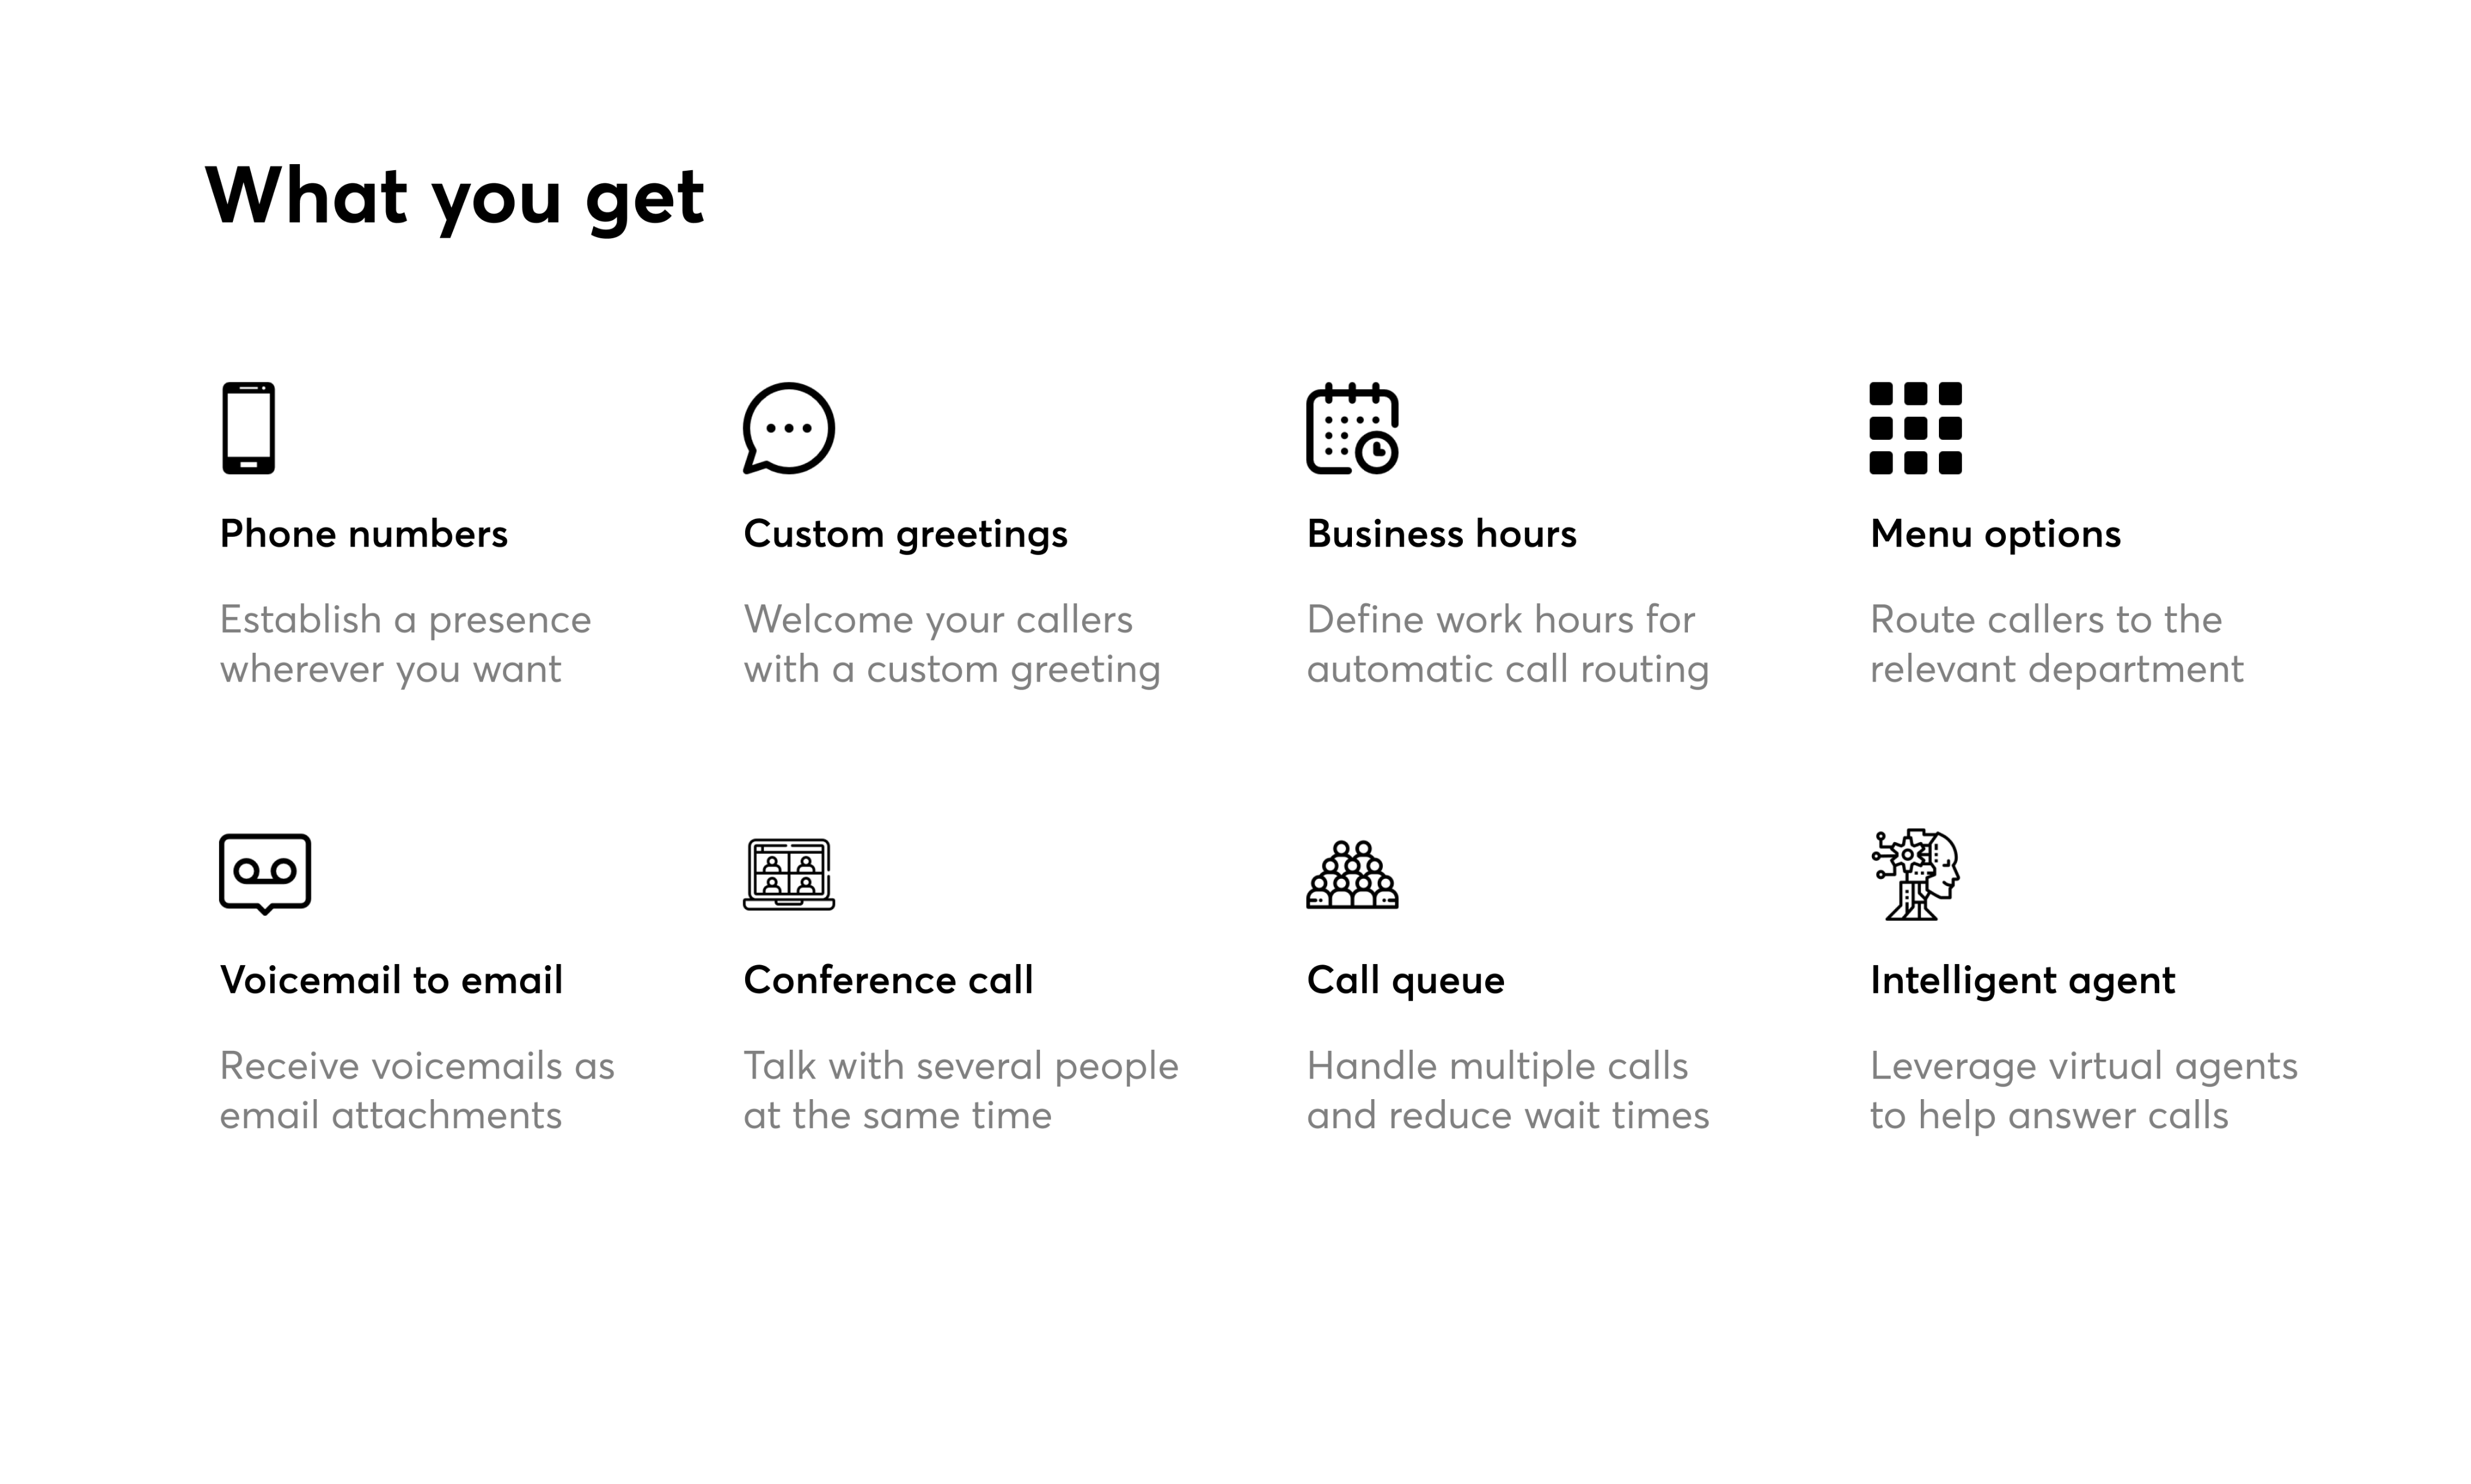 What you get
Phone numbers
Establish a presence
wherever you want
Custom greetings
Welcome your callers
with a custom greeting
Business hours
Define work hours for
automatic call routing
Menu options
Route callers to the
relevant department
Voicemail to email
Receive voicemails as
email attachments
Conference call
Talk with several people
at the same time
Call queue
Handle multiple calls
and reduce wait times
Intelligent agent
Leverage virtual agents
to help answer calls